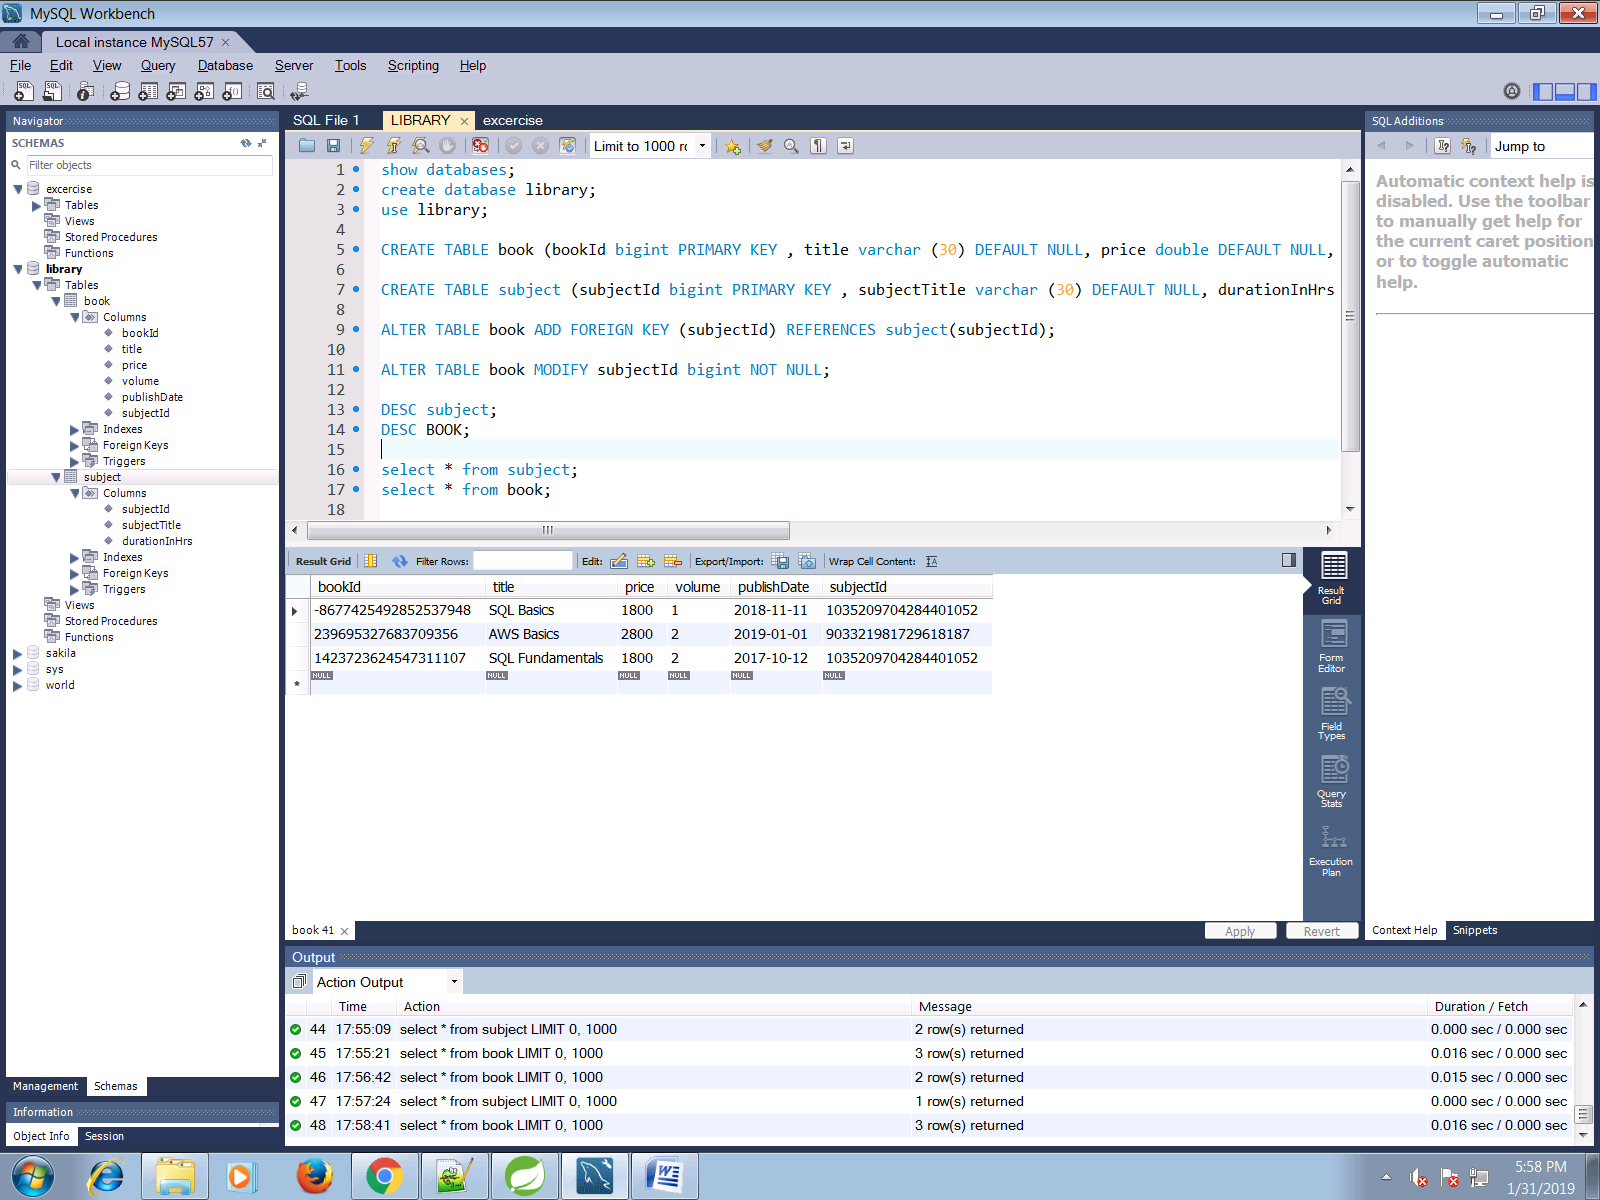 MySQL Workbench
Local instance MySQL57
File Edit View Query Database Server Tools Scripting Help
Navigator
SCHEMAS
Filter objects
excercise
Tables
Views
Stored Procedures
Functions
library
Tables
book
Columns
bookId
title
price
volume
publishDate
subjectId
Indexes
Foreign Keys
Triggers
subject
Columns
subjectId
subjectTitle
durationInHrs
Indexes
Foreign Keys
Triggers
Views
Stored Procedures
Functions
sakila
sys
world
Management Schemas
Information
Object Info Session
SQL File 1 LIBRARY excercise
Limit to 1000 rc
1 show databases;
2 create database library;
3 use library;
4
5 CREATE TABLE book (bookId bigint PRIMARY KEY , title varchar (30) DEFAULT NULL, price double DEFAULT NULL,
6
7 CREATE TABLE subject (subjectId bigint PRIMARY KEY , subjectTitle varchar (30) DEFAULT NULL, durationInHrs
8
9 ALTER TABLE book ADD FOREIGN KEY (subjectId) REFERENCES subject(subjectId);
10
11 ALTER TABLE book MODIFY subjectId bigint NOT NULL;
12
13 DESC subject;
14 DESC BOOK;
15
16 select * from subject;
17 select * from book;
18
Result Grid Filter Rows: Edit: Export/Import: Wrap Cell Content:
bookId title price volume publishDate subjectId
-8677425492852537948 SQL Basics 1800 1 2018-11-11 1035209704284401052
239695327683709356 AWS Basics 2800 2 2019-01-01 903321981729618187
1423723624547311107 SQL Fundamentals 1800 2 2017-10-12 1035209704284401052
NULL NULL NULL NULL NULL NULL
Result
Grid
Form
Editor
Field
Types
Query
Stats
Execution
Plan
book 41
Apply Revert
SQL Additions
Jump to
Automatic context help is
disabled. Use the toolbar
to manually get help for
the current caret position
or to toggle automatic
help.
Context Help Snippets
Output
Action Output
Time Action Message Duration / Fetch
44 17:55:09 select * from subject LIMIT 0, 1000 2 row(s) returned 0.000 sec / 0.000 sec
45 17:55:21 select * from book LIMIT 0, 1000 3 row(s) returned 0.016 sec / 0.000 sec
46 17:56:42 select * from book LIMIT 0, 1000 2 row(s) returned 0.015 sec / 0.000 sec
47 17:57:24 select * from subject LIMIT 0, 1000 1 row(s) returned 0.000 sec / 0.000 sec
48 17:58:41 select * from book LIMIT 0, 1000 3 row(s) returned 0.016 sec / 0.000 sec
5:58 PM
1/31/2019